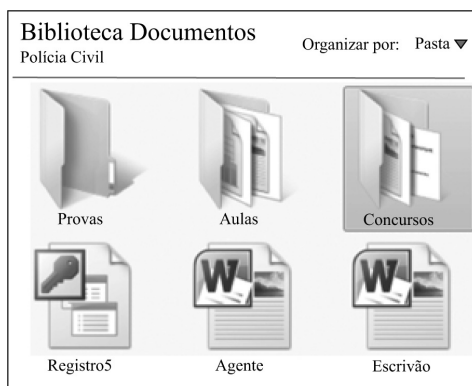 Biblioteca Documentos
Polícia Civil
Organizar por: Pasta
Provas
Aulas
Concursos
W
W
Registro5
Agente
Escrivão